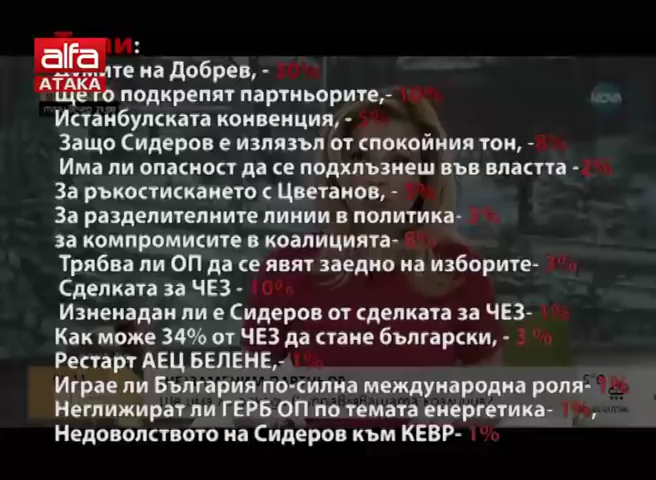 alfa
АТАКА
Думите на Добрев, - 30%
Ще го подкрепят партньорите,- 10%
Истанбулската конвенция, - 5%
Защо Сидеров е излязъл от спокойния тон, -8%
Има ли опасност да се подхлъзнеш във властта -2%
За ръкостискането с Цветанов,
За разделителните линии в политика- 3%
за компромисите в коалицията- 8%
Трябва ли ОП да се явят заедно на изборите- 3%
Сделката за ЧЕЗ - 10%
Изненадан ли е Сидеров от сделката за ЧЕЗ- 1%
Как може 34% от ЧЕЗ да стане български, - 3 %
Рестарт АЕЦ БЕЛЕНЕ,- 1%
Играе ли България по-силна международна роля- 1%
Неглижират ли ГЕРБ ОП по темата енергетика- 1%,
Недоволството на Сидеров към КЕВР- 1%
NOVA